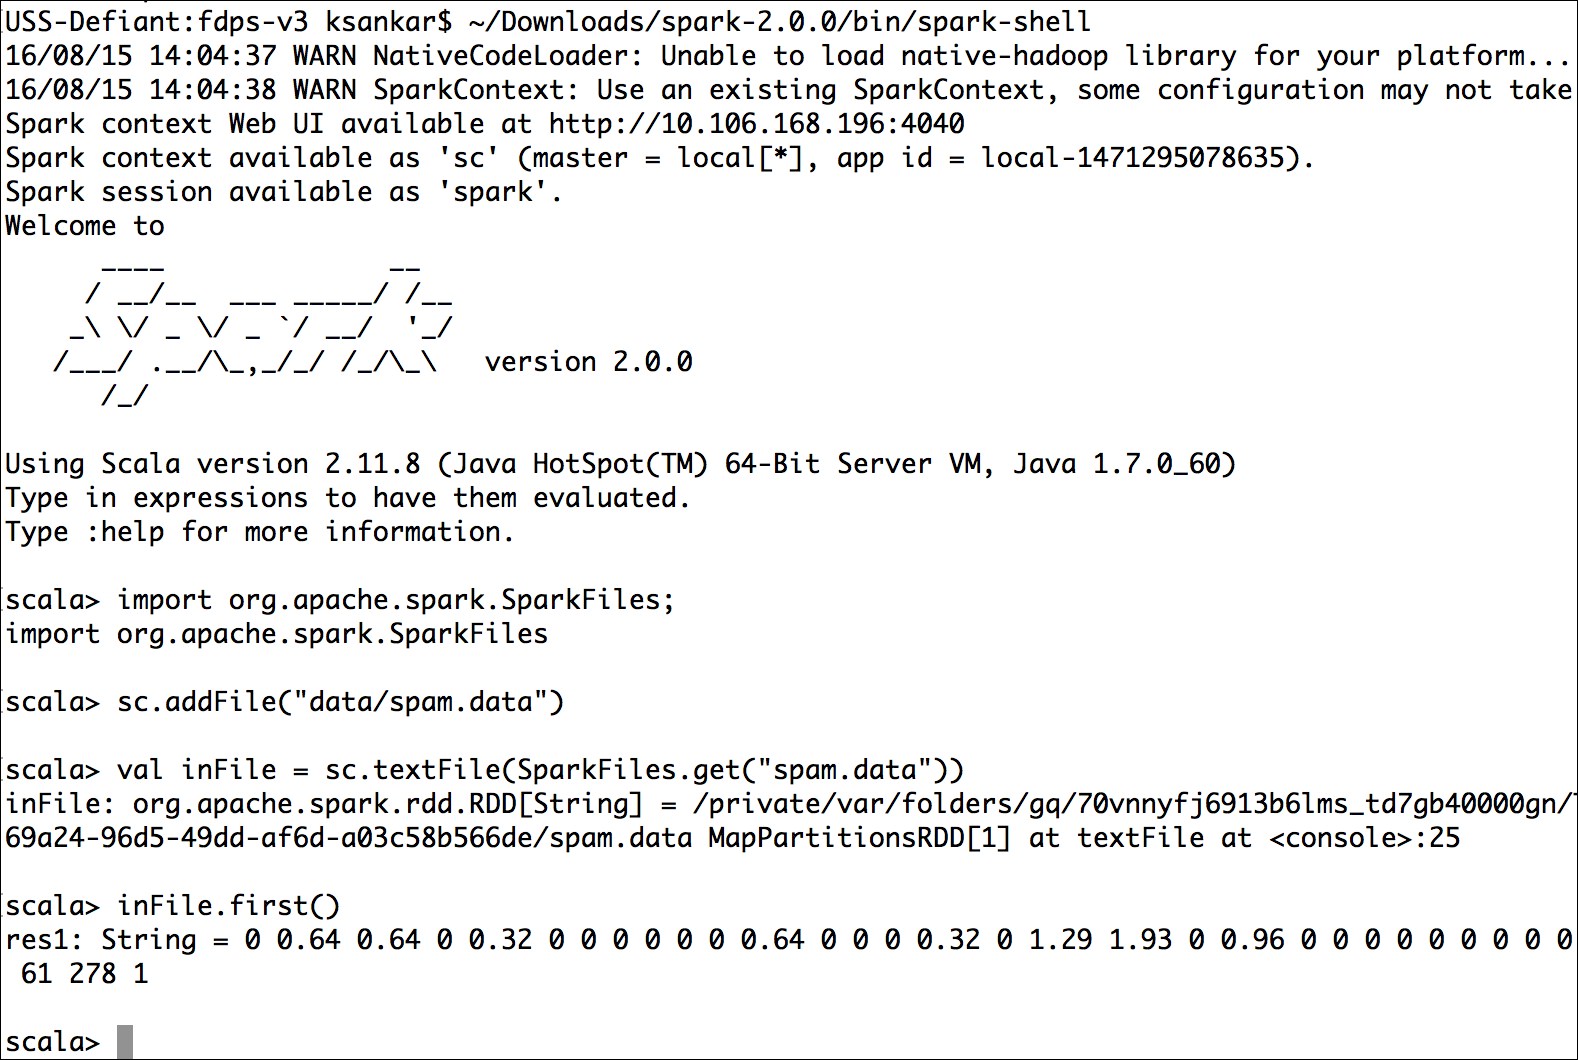 USS-Defiant:fdps-v3 ksankar$ ~/Downloads/spark-2.0.0/bin/spark-shell
16/08/15 14:04:37 WARN NativeCodeLoader: Unable to load native-hadoop library for your platform...
16/08/15 14:04:38 WARN SparkContext: Use an existing SparkContext, some configuration may not take
Spark context Web UI available at http://10.106.168.196:4040
Spark context available as 'sc' (master = local[*], app id = local-1471295078635).
Spark session available as 'spark'.
Welcome to
      ____              __
     / __/__  ___ _____/ /__
    _\ \/ _ \/ _ `/ __/  '_/
   /___/ .__/\_,_/_/ /_/\_\   version 2.0.0
      /_/
Using Scala version 2.11.8 (Java HotSpot(TM) 64-Bit Server VM, Java 1.7.0_60)
Type in expressions to have them evaluated.
Type :help for more information.
scala> import org.apache.spark.SparkFiles;
import org.apache.spark.SparkFiles
scala> sc.addFile("data/spam.data")
scala> val inFile = sc.textFile(SparkFiles.get("spam.data"))
inFile: org.apache.spark.rdd.RDD[String] = /private/var/folders/gq/70vnnyfj6913b6lms_td7gb40000gn/
69a24-96d5-49dd-af6d-a03c58b566de/spam.data MapPartitionsRDD[1] at textFile at <console>:25
scala> inFile.first()
res1: String = 0 0.64 0.64 0 0.32 0 0 0 0 0 0 0.64 0 0 0 0.32 0 1.29 1.93 0 0.96 0 0 0 0 0 0 0 0 0
 61 278 1
scala>